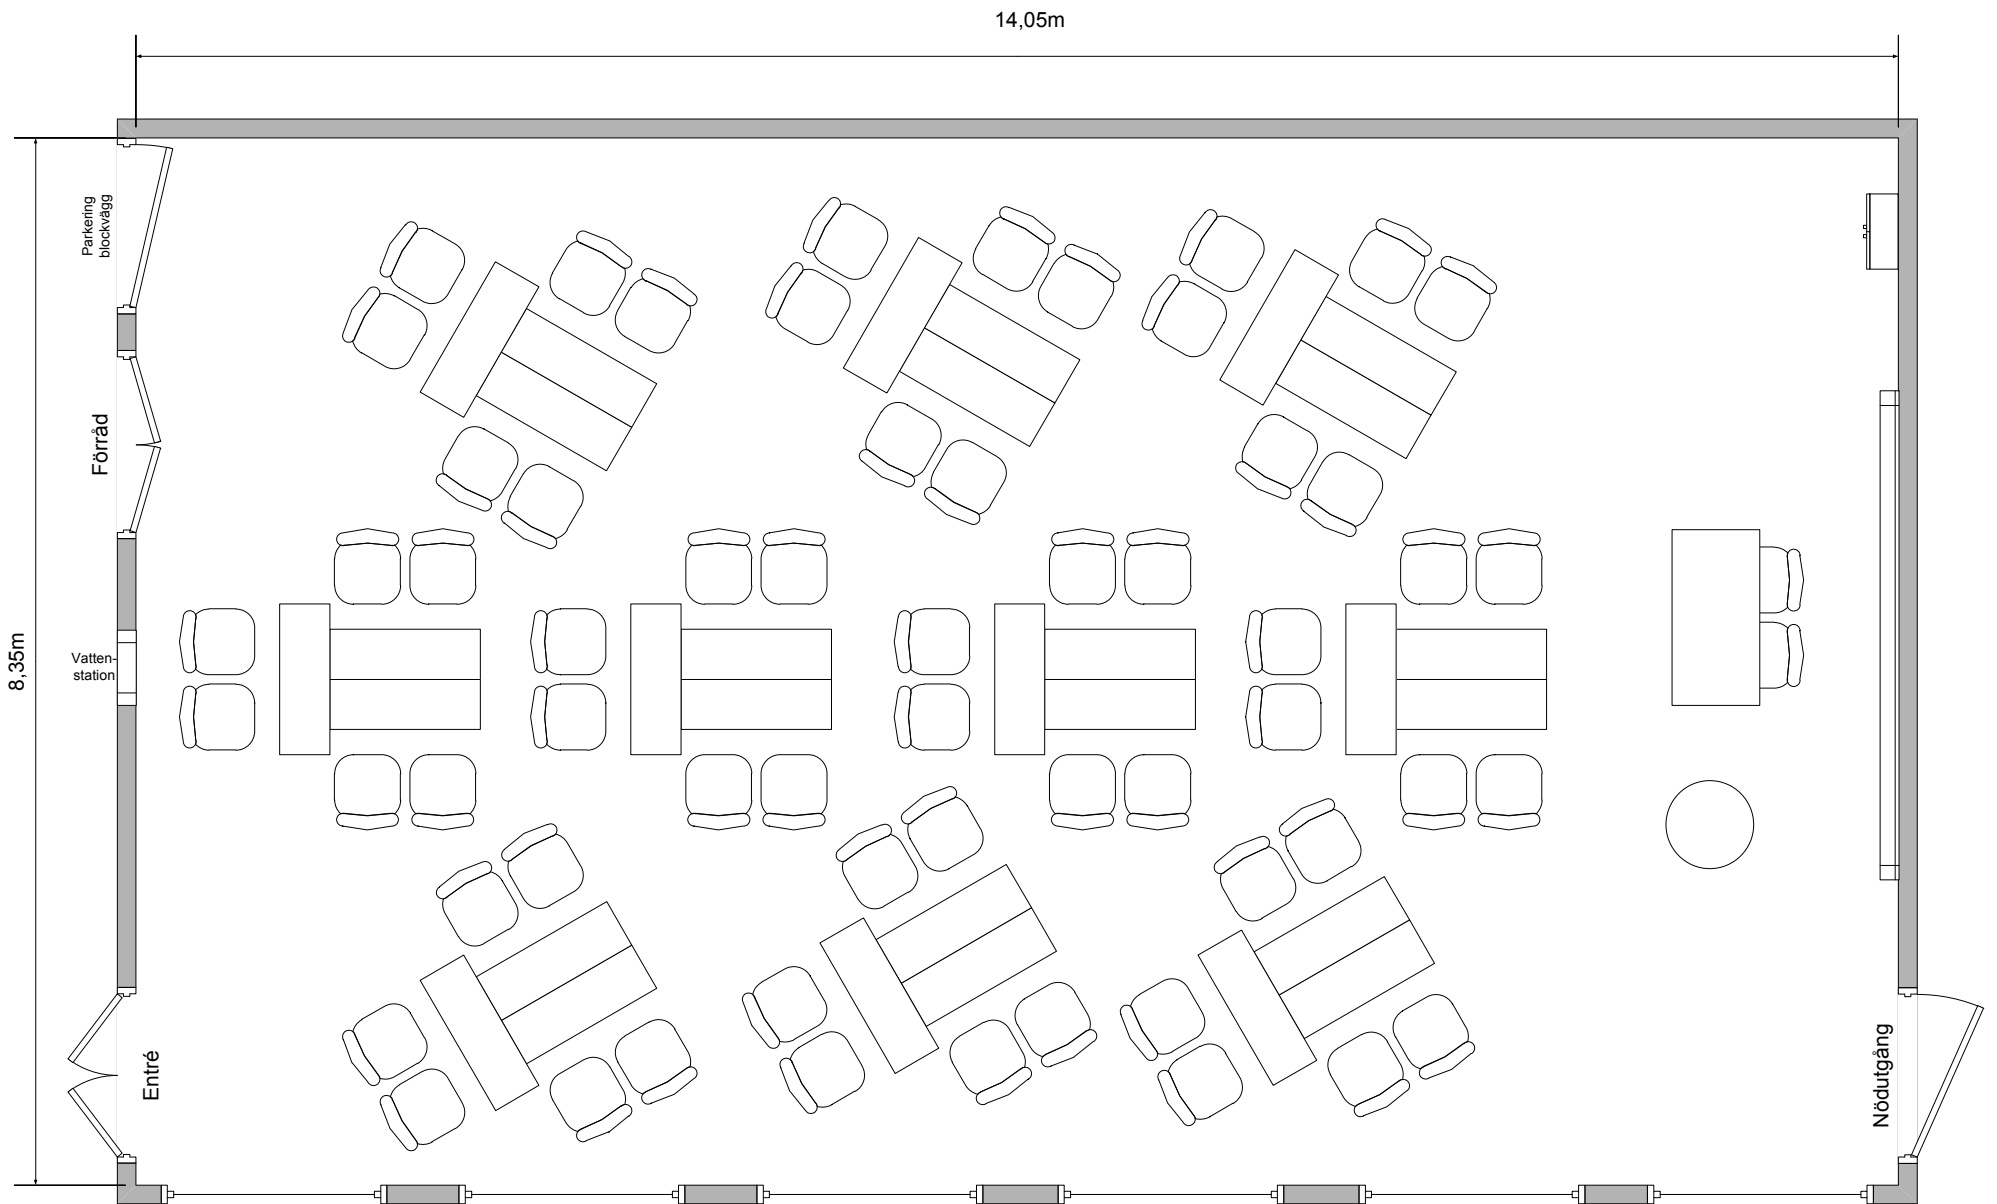 14,05m
Parkering
blockvägg
Förråd
8,35m
Vatten-
station
Entré
Nödutgång